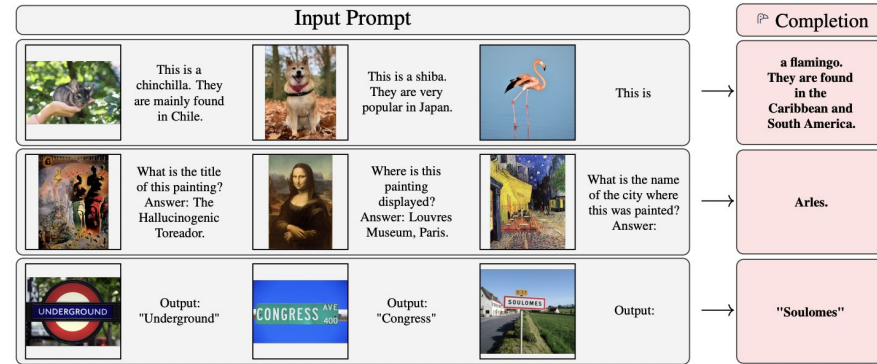 Input Prompt
Completion
This is a
chinchilla. They
are mainly found
in Chile.
This is a shiba.
They are very
popular in Japan.
This is
a flamingo.
They are found
in the
Caribbean and
South America.
What is the title
of this painting?
Answer: The
Hallucinogenic
Toreador.
Where is this
painting
displayed?
Answer: Louvres
Museum, Paris.
What is the name
of the city where
this was painted?
Answer:
Arles.
UNDERGROUND
Output:
"Underground"
CONGRESS AVE
400
Output:
"Congress"
SOULOMES
Output:
"Soulomes"